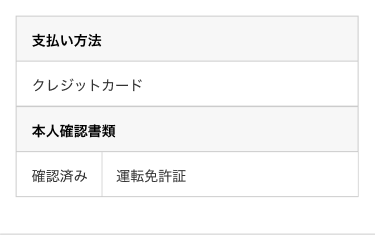 支払い方法
クレジットカード
本人確認書類
確認済み 運転免許証